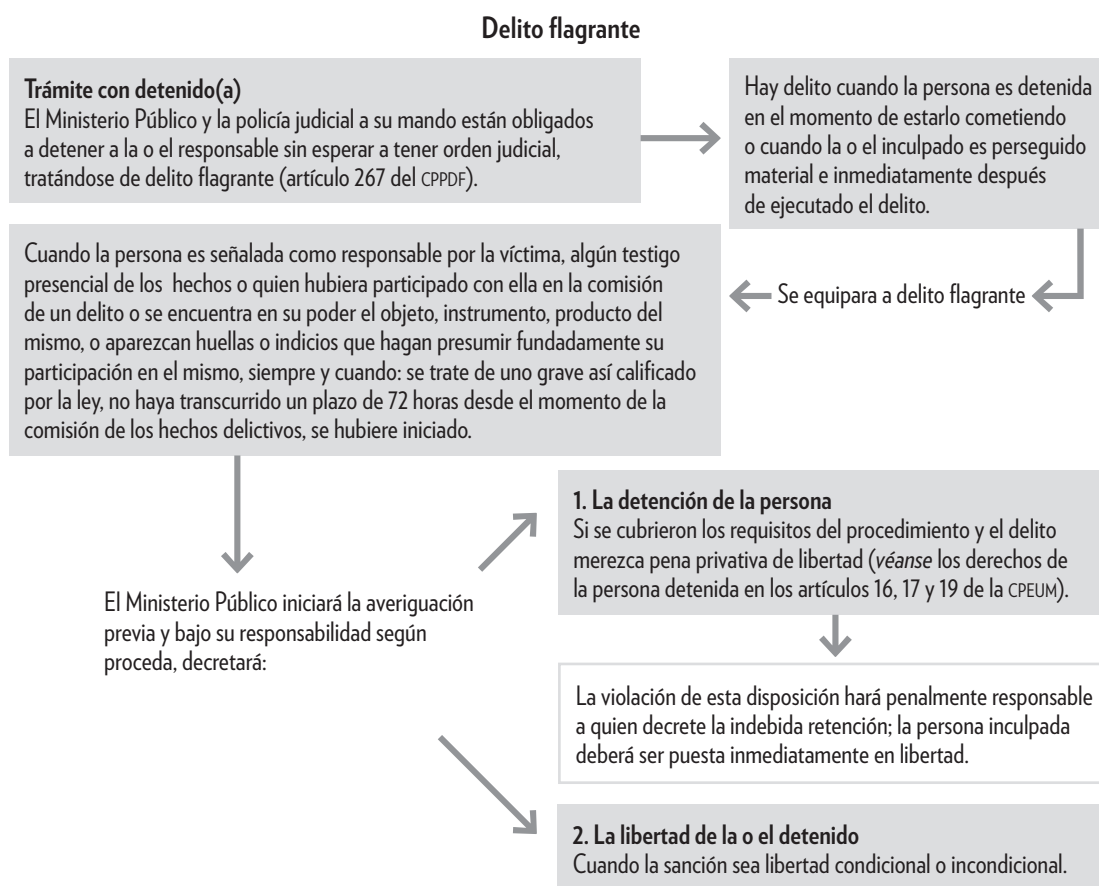 Delito flagrante
Trámite con detenido(a)
El Ministerio Público y la policía judicial a su mando están obligados
a detener a la o el responsable sin esperar a tener orden judicial,
tratándose de delito flagrante (artículo 267 del CPPDF).
Hay delito cuando la persona es detenida
en el momento de estarlo cometiendo
o cuando la o el inculpado es perseguido
material e inmediatamente después
de ejecutado el delito.
Se equipara a delito flagrante
Cuando la persona es señalada como responsable por la víctima, algún testigo
presencial de los hechos o quien hubiera participado con ella en la comisión
de un delito o se encuentra en su poder el objeto, instrumento, producto del
mismo, o aparezcan huellas o indicios que hagan presumir fundadamente su
participación en el mismo, siempre y cuando: se trate de uno grave así calificado
por la ley, no haya transcurrido un plazo de 72 horas desde el momento de la
comisión de los hechos delictivos, se hubiere iniciado.
El Ministerio Público iniciará la averiguación
previa y bajo su responsabilidad según
proceda, decretará:
1. La detención de la persona
Si se cubrieron los requisitos del procedimiento y el delito
merezca pena privativa de libertad (véanse los derechos de
la persona detenida en los artículos 16, 17 y 19 de la CPEUM).
La violación de esta disposición hará penalmente responsable
a quien decrete la indebida retención; la persona inculpada
deberá ser puesta inmediatamente en libertad.
2. La libertad de la o el detenido
Cuando la sanción sea libertad condicional o incondicional.